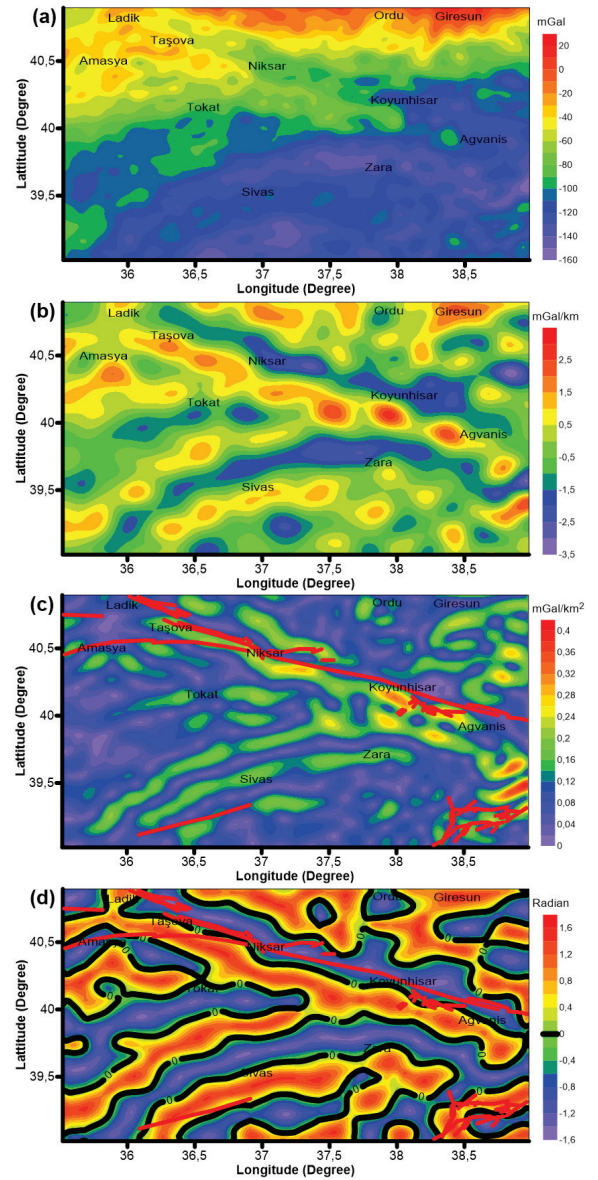 (a)
Ladik
Ordu
Giresun
mGal
Taşova
Amasya
Niksar
Tokat
Koyunhisar
Agvanis
Zara
Sivas
40,5
40
39,5
Lattitude (Degree)
36
36,5
37
37,5
38
38,5
Longitude (Degree)
20
0
-20
-40
-60
-80
-100
-120
-140
-160
(b)
Ladik
Ordu
Giresun
mGal/km
Taşova
Amasya
Niksar
Tokat
Koyunhisar
Agvanis
Zara
Sivas
40,5
40
39,5
Lattitude (Degree)
36
36,5
37
37,5
38
38,5
Longitude (Degree)
2,5
1,5
0,5
-0,5
-1,5
-2,5
-3,5
(c)
Ladik
Ordu
Giresun
mGal/km²
Taşova
Amasya
Niksar
Tokat
Koyunhisar
Agvanis
Zara
Sivas
40,5
40
39,5
Lattitude (Degree)
36
36,5
37
37,5
38
38,5
Longitude (Degree)
0,4
0,36
0,32
0,28
0,24
0,2
0,16
0,12
0,08
0,04
0
(d)
Ladik
Ordu
Giresun
Radian
Taşova
Amasya
Niksar
Tokat
Koyunhisar
Agvanis
Zara
Sivas
40,5
40
39,5
Lattitude (Degree)
36
36,5
37
37,5
38
38,5
Longitude (Degree)
1,6
1,2
0,8
0,4
0
-0,4
-0,8
-1,2
-1,6